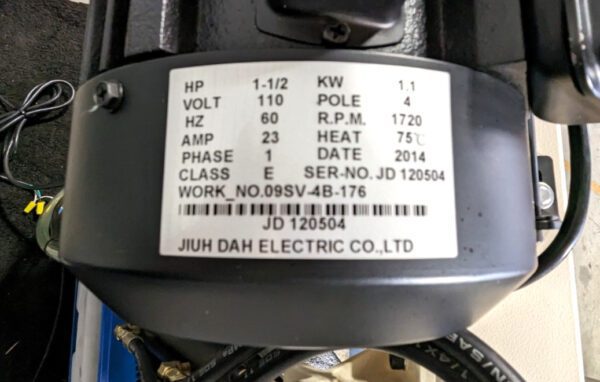 HP 1-1/2 KW 1.1
VOLT 110 POLE 4
HZ 60 R.P.M. 1720
AMP 23 HEAT 75℃
PHASE 1 DATE 2014
CLASS E SER-NO. JD 120504
WORK_NO.09SV-4B-176
JD 120504
JIUH DAH ELECTRIC CO.,LTD